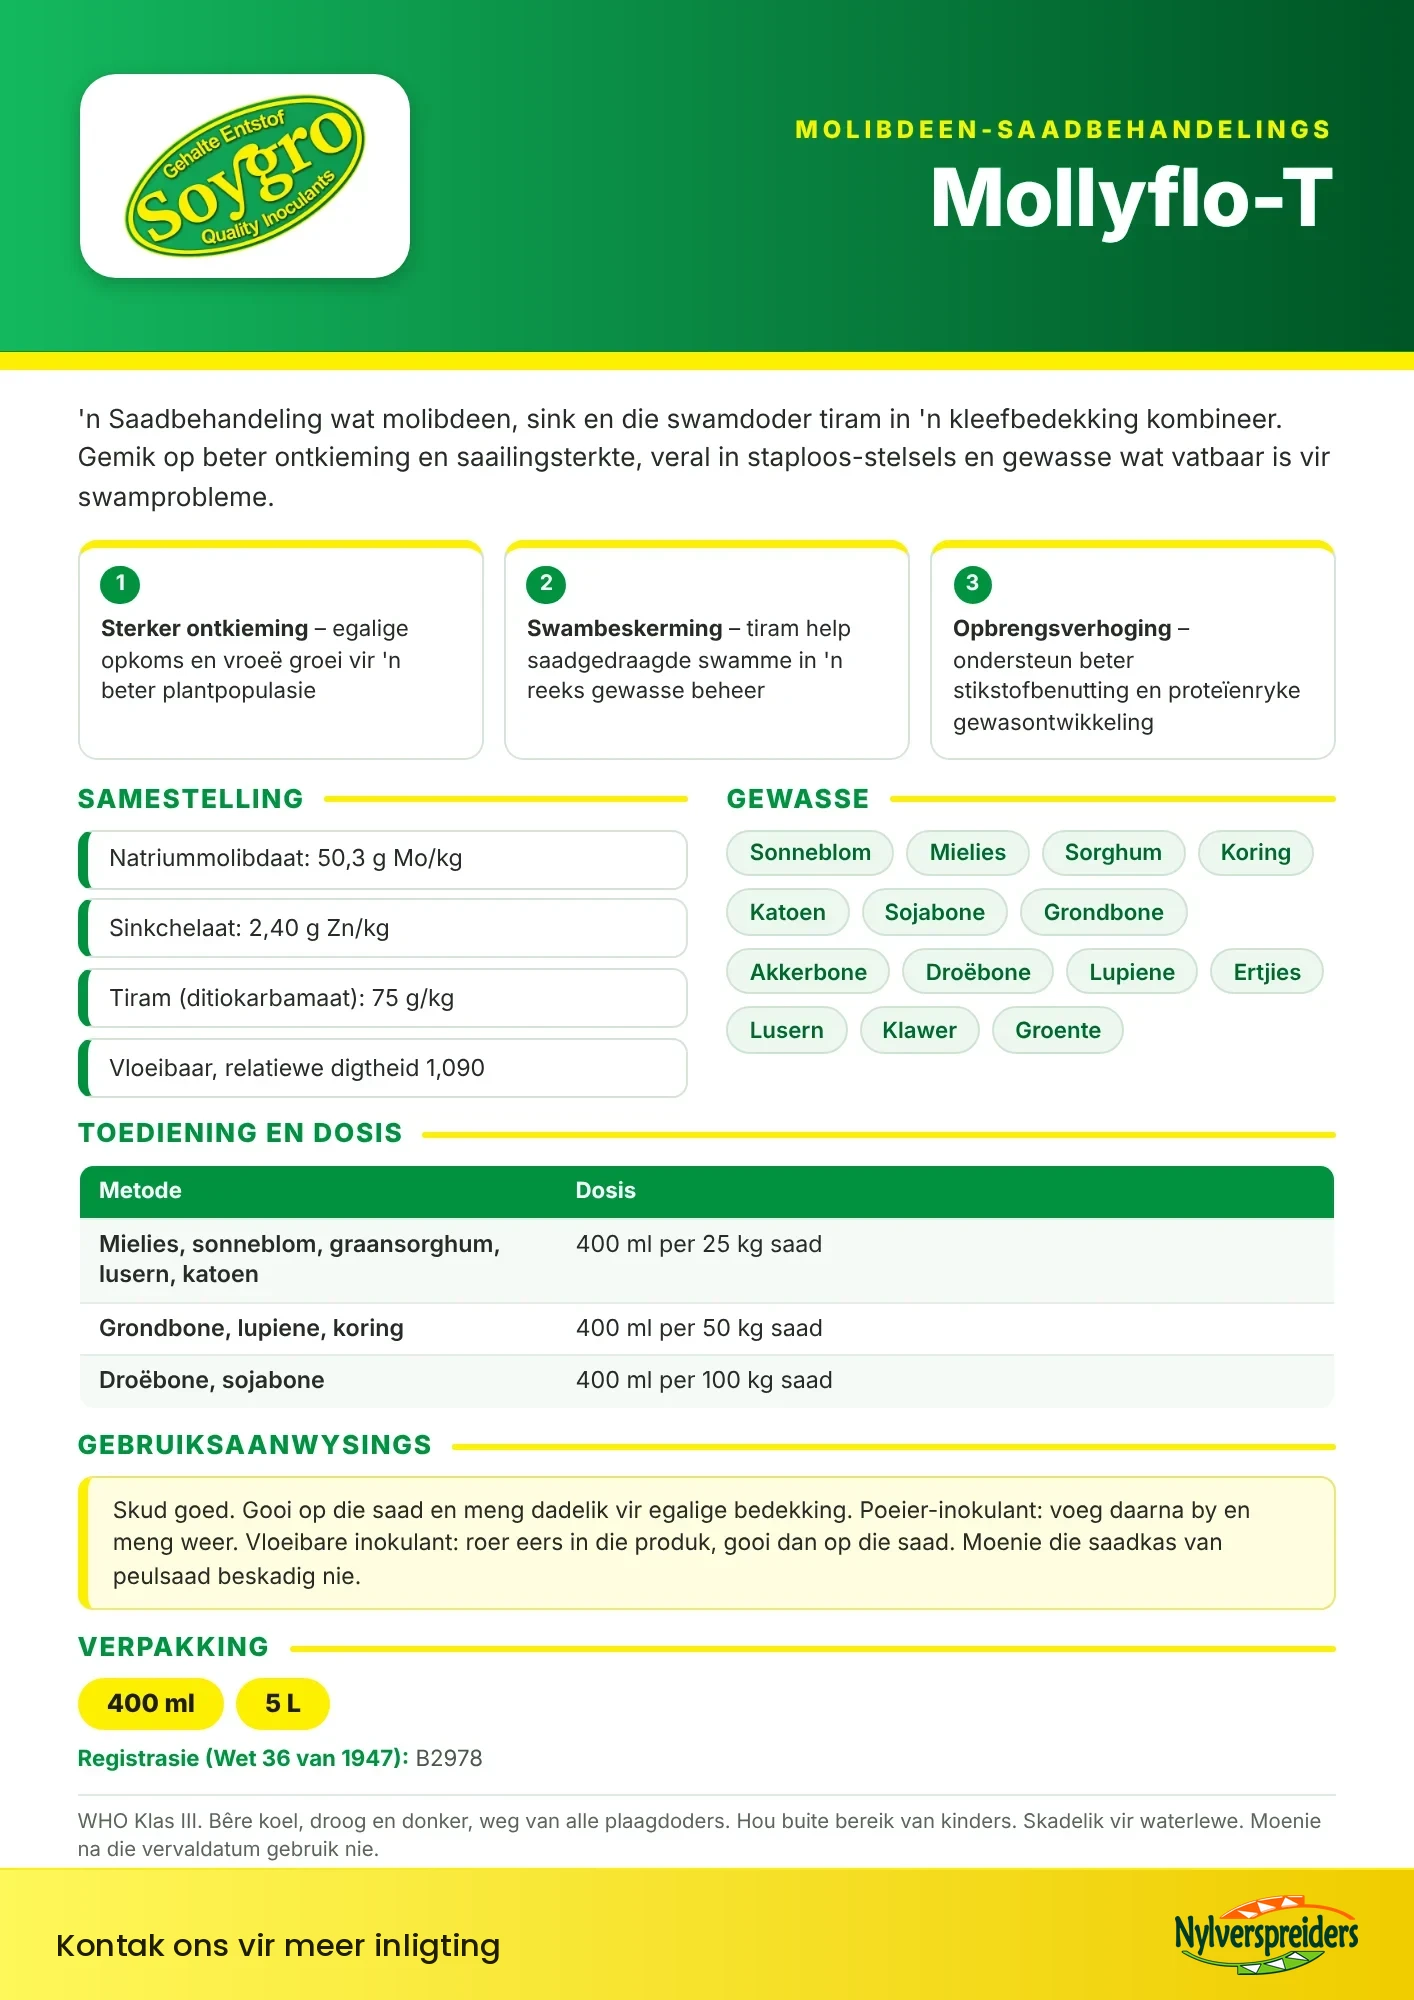 Gehalte Entstof
Soygro
Quality Inoculants
MOLIBDEEN-SAADBEHANDELINGS
Mollyflo-T
'n Saadbehandeling wat molibdeen, sink en die swamdoder tiram in 'n kleefbedekking kombineer.
Gemik op beter ontkieming en saailingsterkte, veral in staploos-stelsels en gewasse wat vatbaar is vir
swamprobleme.
1
Sterker ontkieming – egalige
opkoms en vroeë groei vir 'n
beter plantpopulasie
2
Swambeskerming – tiram help
saadgedraagde swamme in 'n
reeks gewasse beheer
3
Opbrengsverhoging –
ondersteun beter
stikstofbenutting en proteïenryke
gewasontwikkeling
SAMESTELLING
Natriummolibdaat: 50,3 g Mo/kg
Sinkchelaat: 2,40 g Zn/kg
Tiram (ditiokarbamaat): 75 g/kg
Vloeibaar, relatiewe digtheid 1,090
GEWASSE
Sonneblom Mielies Sorghum Koring
Katoen Sojabone Grondbone
Akkerbone Droëbone Lupiene Ertjies
Lusern Klawer Groente
TOEDIENING EN DOSIS
Metode Dosis
Mielies, sonneblom, graansorghum, 400 ml per 25 kg saad
lusern, katoen
Grondbone, lupiene, koring 400 ml per 50 kg saad
Droëbone, sojabone 400 ml per 100 kg saad
GEBRUIKSAANWYSINGS
Skud goed. Gooi op die saad en meng dadelik vir egalige bedekking. Poeier-inokulant: voeg daarna by en
meng weer. Vloeibare inokulant: roer eers in die produk, gooi dan op die saad. Moenie die saadkas van
peulsaad beskadig nie.
VERPAKKING
400 ml 5 L
Registrasie (Wet 36 van 1947): B2978
WHO Klas III. Bêre koel, droog en donker, weg van alle plaagdoders. Hou buite bereik van kinders. Skadelik vir waterlewe. Moenie
na die vervaldatum gebruik nie.
Kontak ons vir meer inligting
Nylverspreiders